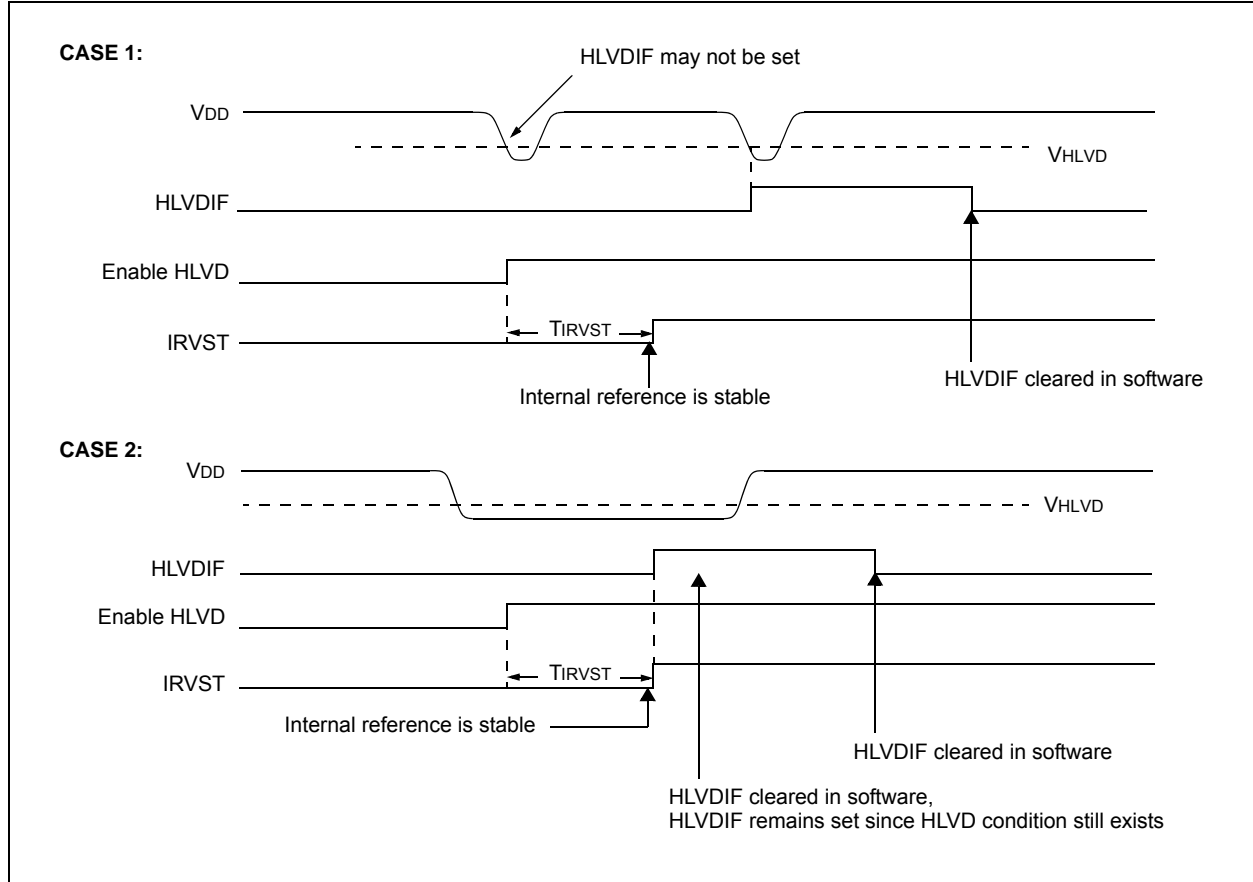 CASE 1:
HLVDIF may not be set
VDD
VHLVD
HLVDIF
Enable HLVD
TIRVST
IRVST
HLVDIF cleared in software
Internal reference is stable
CASE 2:
VDD
VHLVD
HLVDIF
Enable HLVD
TIRVST
IRVST
Internal reference is stable
HLVDIF cleared in software
HLVDIF cleared in software,
HLVDIF remains set since HLVD condition still exists